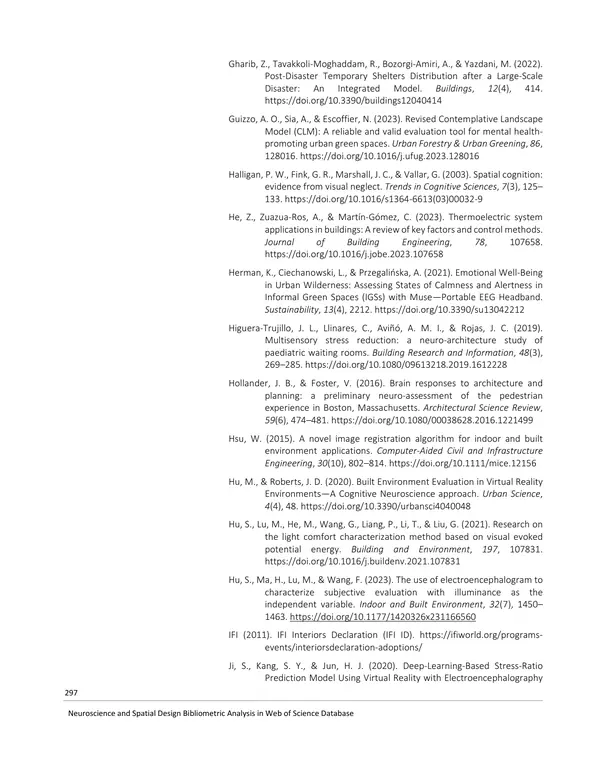 Gharib, Z., Tavakkoli-Moghaddam, R., Bozorgi-Amiri, A., & Yazdani, M. (2022).
Post-Disaster Temporary Shelters Distribution after a Large-Scale
Disaster: An Integrated Model. Buildings, 12(4), 414.
https://doi.org/10.3390/buildings12040414
Guizzo, A. O., Sia, A., & Escoffier, N. (2023). Revised Contemplative Landscape
Model (CLM): A reliable and valid evaluation tool for mental health-
promoting urban green spaces. Urban Forestry & Urban Greening, 86,
128016. https://doi.org/10.1016/j.ufug.2023.128016
Halligan, P. W., Fink, G. R., Marshall, J. C., & Vallar, G. (2003). Spatial cognition:
evidence from visual neglect. Trends in Cognitive Sciences, 7(3), 125–
133. https://doi.org/10.1016/s1364-6613(03)00032-9
He, Z., Zuazua-Ros, A., & Martín-Gómez, C. (2023). Thermoelectric system
applications in buildings: A review of key factors and control methods.
Journal of Building Engineering, 78, 107658.
https://doi.org/10.1016/j.jobe.2023.107658
Herman, K., Ciechanowski, L., & Przegalińska, A. (2021). Emotional Well-Being
in Urban Wilderness: Assessing States of Calmness and Alertness in
Informal Green Spaces (IGSs) with Muse—Portable EEG Headband.
Sustainability, 13(4), 2212. https://doi.org/10.3390/su13042212
Higuera-Trujillo, J. L., Llinares, C., Aviñó, A. M. I., & Rojas, J. C. (2019).
Multisensory stress reduction: a neuro-architecture study of
paediatric waiting rooms. Building Research and Information, 48(3),
269–285. https://doi.org/10.1080/09613218.2019.1612228
Hollander, J. B., & Foster, V. (2016). Brain responses to architecture and
planning: a preliminary neuro-assessment of the pedestrian
experience in Boston, Massachusetts. Architectural Science Review,
59(6), 474–481. https://doi.org/10.1080/00038628.2016.1221499
Hsu, W. (2015). A novel image registration algorithm for indoor and built
environment applications. Computer-Aided Civil and Infrastructure
Engineering, 30(10), 802–814. https://doi.org/10.1111/mice.12156
Hu, M., & Roberts, J. D. (2020). Built Environment Evaluation in Virtual Reality
Environments—A Cognitive Neuroscience approach. Urban Science,
4(4), 48. https://doi.org/10.3390/urbansci4040048
Hu, S., Lu, M., He, M., Wang, G., Liang, P., Li, T., & Liu, G. (2021). Research on
the light comfort characterization method based on visual evoked
potential energy. Building and Environment, 197, 107831.
https://doi.org/10.1016/j.buildenv.2021.107831
Hu, S., Ma, H., Lu, M., & Wang, F. (2023). The use of electroencephalogram to
characterize subjective evaluation with illuminance as the
independent variable. Indoor and Built Environment, 32(7), 1450–
1463. https://doi.org/10.1177/1420326x231166560
IFI (2011). IFI Interiors Declaration (IFI ID). https://ifiworld.org/programs-
events/interiorsdeclaration-adoptions/
Ji, S., Kang, S. Y., & Jun, H. J. (2020). Deep-Learning-Based Stress-Ratio
Prediction Model Using Virtual Reality with Electroencephalography
297
Neuroscience and Spatial Design Bibliometric Analysis in Web of Science Database